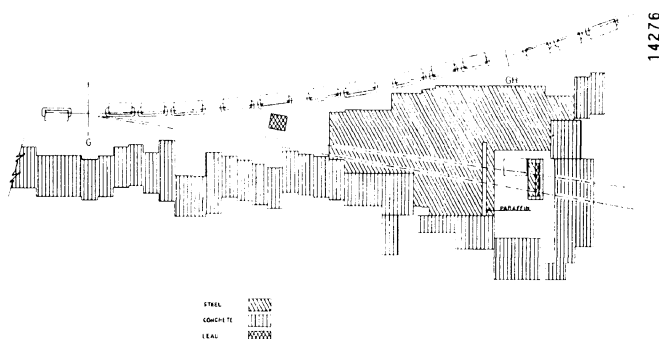 14276
GH
G
PARAFFIN
STEEL
CONCRETE
LEAD